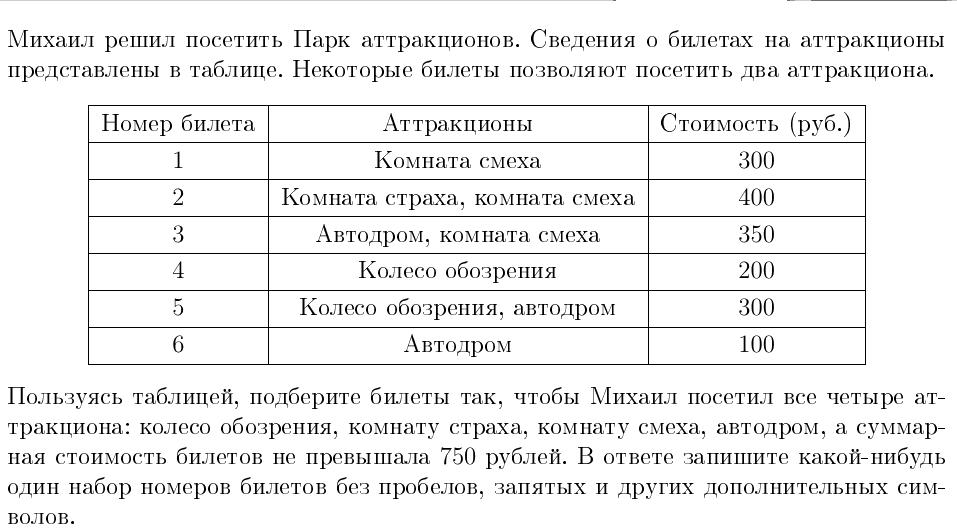 Михаил решил посетить Парк аттракционов. Сведения о билетах на аттракционы
представлены в таблице. Некоторые билеты позволяют посетить два аттракциона.
Номер билета Аттракционы Стоимость (руб.)
1 Комната смеха 300
2 Комната страха, комната смеха 400
3 Автодром, комната смеха 350
4 Колесо обозрения 200
5 Колесо обозрения, автодром 300
6 Автодром 100
Пользуясь таблицей, подберите билеты так, чтобы Михаил посетил все четыре ат-
тракциона: колесо обозрения, комнату страха, комнату смеха, автодром, а суммар-
ная стоимость билетов не превышала 750 рублей. В ответе запишите какой-нибудь
один набор номеров билетов без пробелов, запятых и других дополнительных сим-
волов.